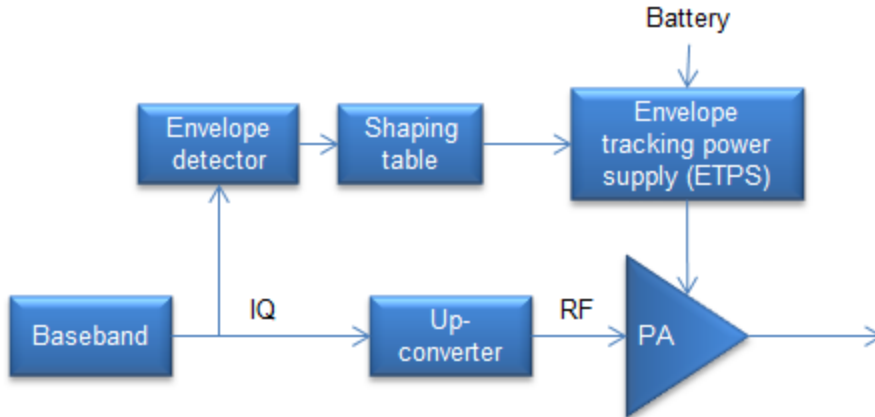 Battery
Envelope
detector
Shaping
table
Envelope
tracking power
supply (ETPS)
Baseband
IQ
Up-
converter
RF
PA